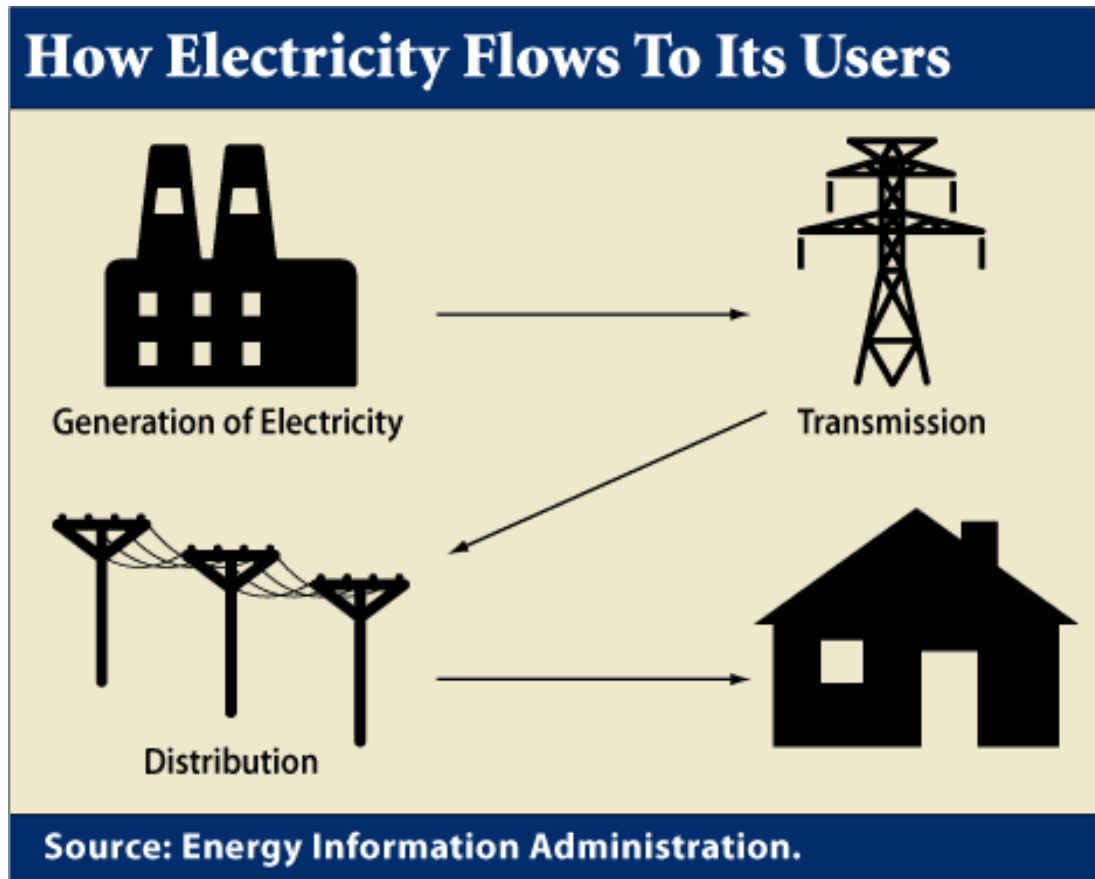 How Electricity Flows To Its Users
Generation of Electricity
Transmission
Distribution
Source: Energy Information Administration.